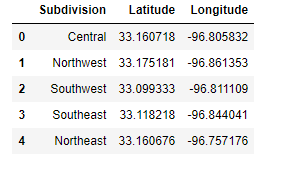 Subdivision Latitude Longitude
0 Central 33.160718 -96.805832
1 Northwest 33.175181 -96.861353
2 Southwest 33.099333 -96.811109
3 Southeast 33.118218 -96.844041
4 Northeast 33.160676 -96.757176